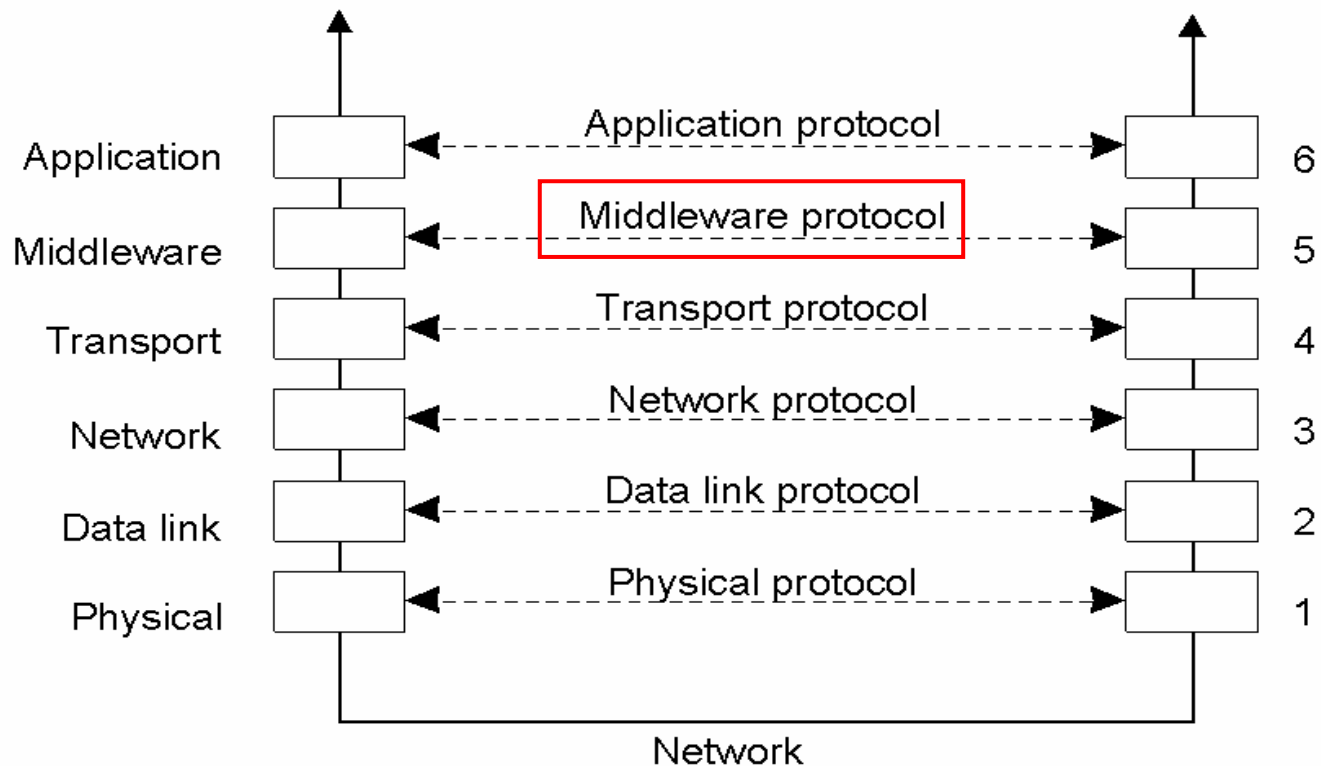 Application protocol
Application
6
Middleware protocol
Middleware
5
Transport protocol
Transport
4
Network protocol
Network
3
Data link protocol
Data link
2
Physical protocol
Physical
1
Network